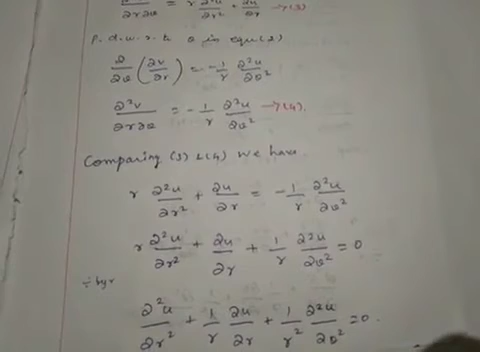 ∂²v/∂r∂θ = r ∂²u/∂r² + ∂u/∂r →(3)
P. d. w. r. to θ in equ(2)
∂/∂θ (∂v/∂r) = -1/r ∂²u/∂θ²
∂²v/∂r∂θ = -1/r ∂²u/∂θ² →(4).
Comparing (3) & (4) we have
r ∂²u/∂r² + ∂u/∂r = -1/r ∂²u/∂θ²
r ∂²u/∂r² + ∂u/∂r + 1/r ∂²u/∂θ² = 0
÷ by r
∂²u/∂r² + 1/r ∂u/∂r + 1/r² ∂²u/∂θ² = 0.